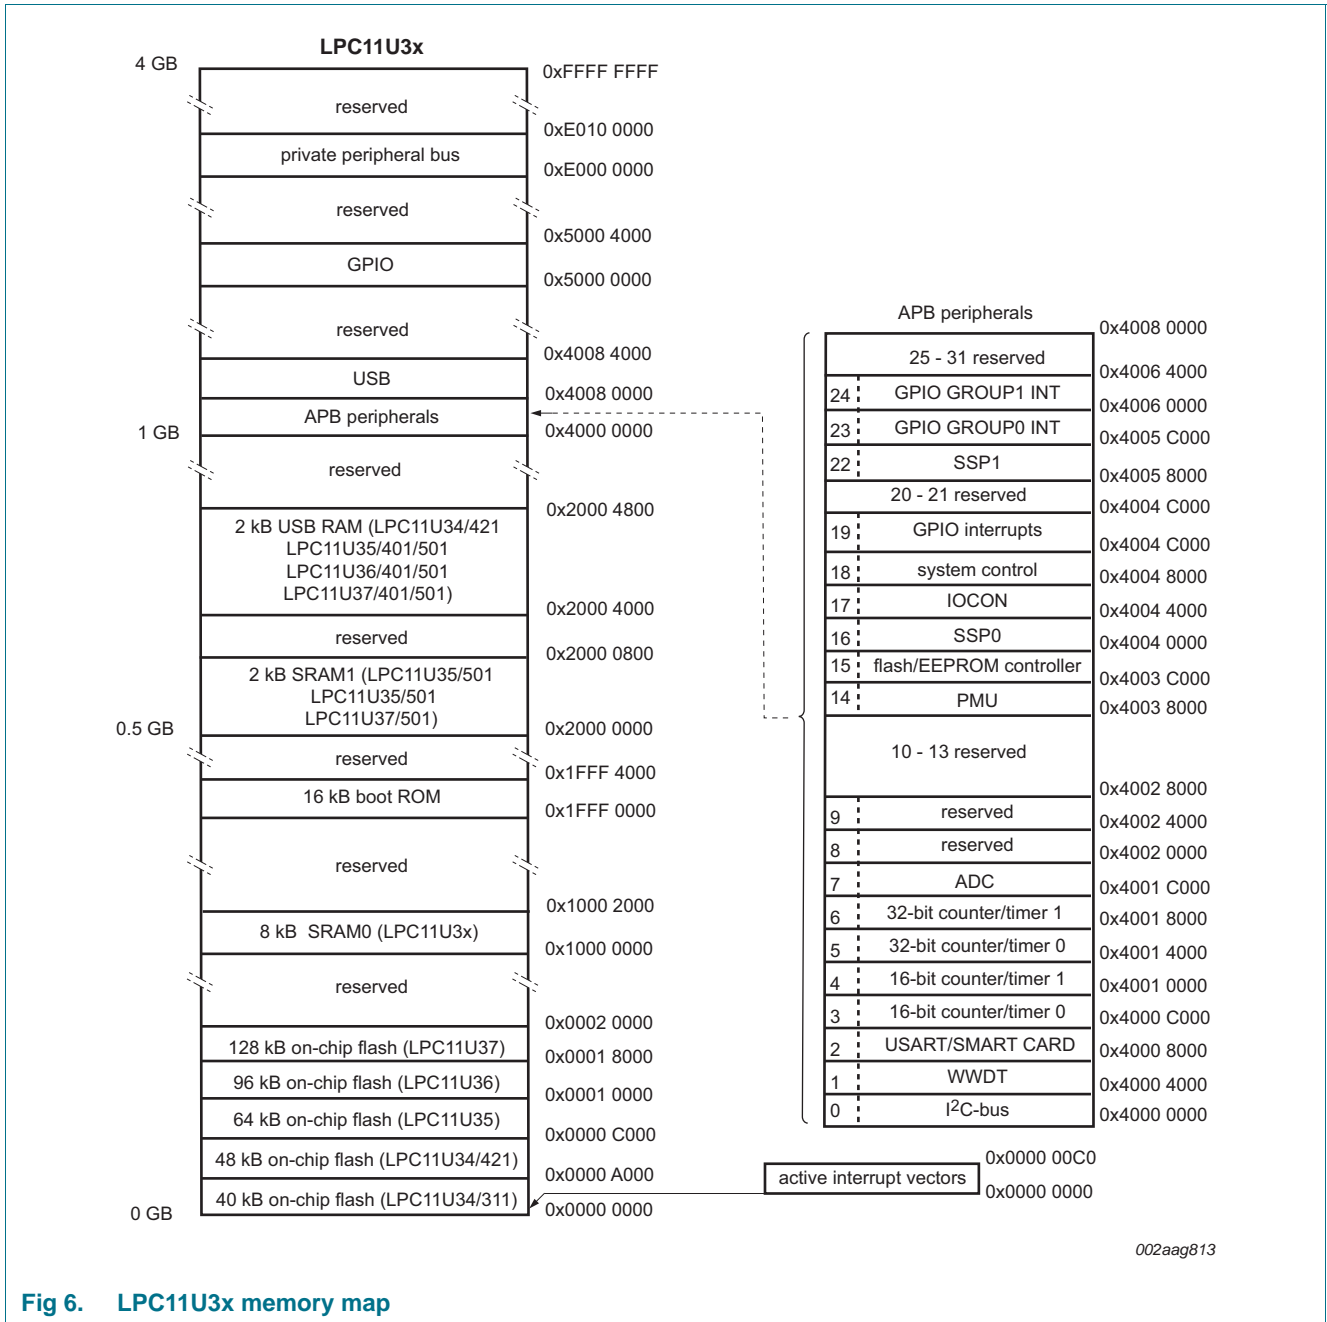 LPC11U3x
4 GB
0xFFFF FFFF
reserved
0xE010 0000
private peripheral bus
0xE000 0000
reserved
0x5000 4000
GPIO
0x5000 0000
reserved
0x4008 4000
USB
0x4008 0000
APB peripherals
1 GB
0x4000 0000
reserved
0x2000 4800
2 kB USB RAM (LPC11U34/421
LPC11U35/401/501
LPC11U36/401/501
LPC11U37/401/501)
0x2000 4000
reserved
0x2000 0800
2 kB SRAM1 (LPC11U35/501
LPC11U35/501
LPC11U37/501)
0.5 GB
0x2000 0000
reserved
0x1FFF 4000
16 kB boot ROM
0x1FFF 0000
reserved
0x1000 2000
8 kB SRAM0 (LPC11U3x)
0x1000 0000
reserved
0x0002 0000
128 kB on-chip flash (LPC11U37)
0x0001 8000
96 kB on-chip flash (LPC11U36)
0x0001 0000
64 kB on-chip flash (LPC11U35)
0x0000 C000
48 kB on-chip flash (LPC11U34/421)
0x0000 A000
40 kB on-chip flash (LPC11U34/311)
0 GB
0x0000 0000
APB peripherals
0x4008 0000
25 - 31 reserved
0x4006 4000
24 GPIO GROUP1 INT
0x4006 0000
23 GPIO GROUP0 INT
0x4005 C000
22 SSP1
0x4005 8000
20 - 21 reserved
0x4004 C000
19 GPIO interrupts
0x4004 C000
18 system control
0x4004 8000
17 IOCON
0x4004 4000
16 SSP0
0x4004 0000
15 flash/EEPROM controller
0x4003 C000
14 PMU
0x4003 8000
10 - 13 reserved
0x4002 8000
9 reserved
0x4002 4000
8 reserved
0x4002 0000
7 ADC
0x4001 C000
6 32-bit counter/timer 1
0x4001 8000
5 32-bit counter/timer 0
0x4001 4000
4 16-bit counter/timer 1
0x4001 0000
3 16-bit counter/timer 0
0x4000 C000
2 USART/SMART CARD
0x4000 8000
1 WWDT
0x4000 4000
0 I2C-bus
0x4000 0000
0x0000 00C0
active interrupt vectors
0x0000 0000
002aag813
Fig 6. LPC11U3x memory map